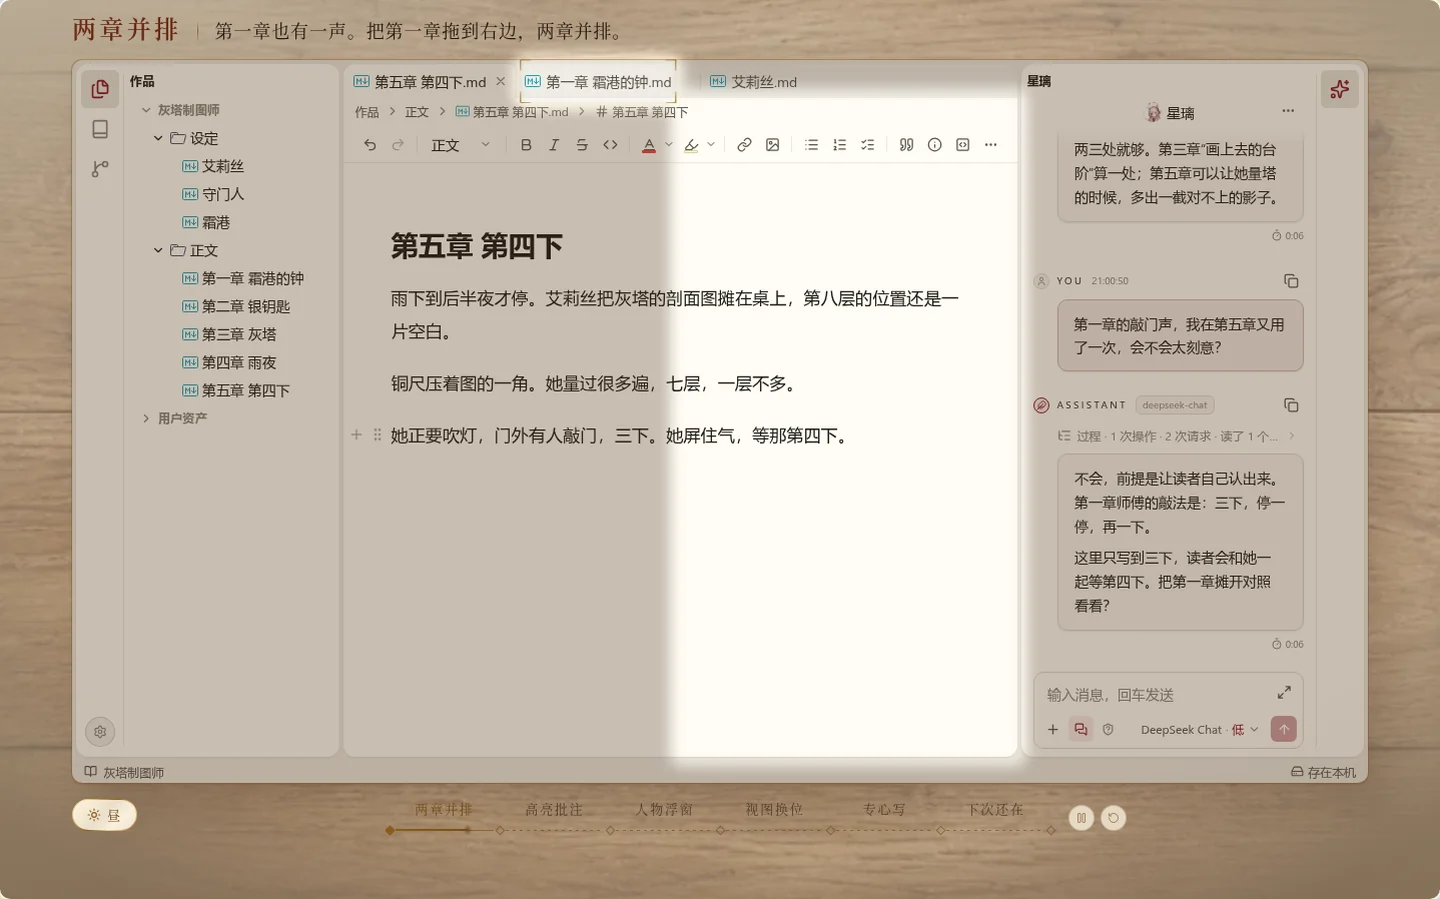 两章并排
第一章也有一声。把第一章拖到右边，两章并排。
作品
灰塔制图师
设定
艾莉丝
守门人
霜港
正文
第一章 霜港的钟
第二章 银钥匙
第三章 灰塔
第四章 雨夜
第五章 第四下
用户资产
第五章 第四下.md
第一章 霜港的钟.md
艾莉丝.md
作品 正文 第五章 第四下.md # 第五章 第四下
正文
第五章 第四下
雨下到后半夜才停。艾莉丝把灰塔的剖面图摊在桌上，第八层的位置还是一
片空白。
铜尺压着图的一角。她量过很多遍，七层，一层不多。
她正要吹灯，门外有人敲门，三下。她屏住气，等那第四下。
星璃
星璃
两三处就够。第三章“画上去的台
阶”算一处；第五章可以让她量塔
的时候，多出一截对不上的影子。
0:06
YOU 21:00:50
第一章的敲门声，我在第五章又用
了一次，会不会太刻意？
ASSISTANT deepseek-chat
过程 · 1 次操作 · 2 次请求 · 读了 1 个...
不会，前提是让读者自己认出来。
第一章师傅的敲法是：三下，停一
停，再一下。
这里只写到三下，读者会和她一
起等第四下。把第一章摊开对照
看看？
0:06
输入消息，回车发送
DeepSeek Chat · 低
灰塔制图师
存在本机
昼
两章并排
高亮批注
人物浮窗
视图换位
专心写
下次还在